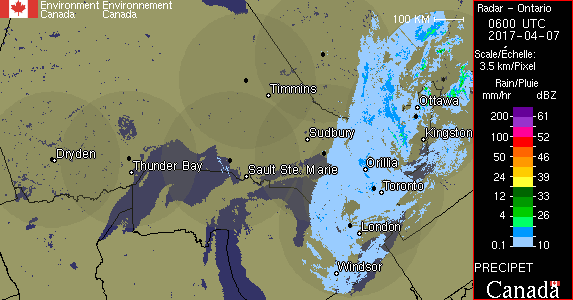 Environment Environnement
Canada Canada
100 KM
Timmins
Ottawa
Sudbury
Kingston
Dryden
Thunder Bay
Sault Ste. Marie
Orillia
Toronto
London
Windsor
Radar - Ontario
0600 UTC
2017-04-07
Scale/Échelle:
3.5 km/Pixel
Rain/Pluie
mm/hr dBZ
200 61
100 52
50 46
24 39
12 33
4 26
0.1 10
PRECIPET
Canada